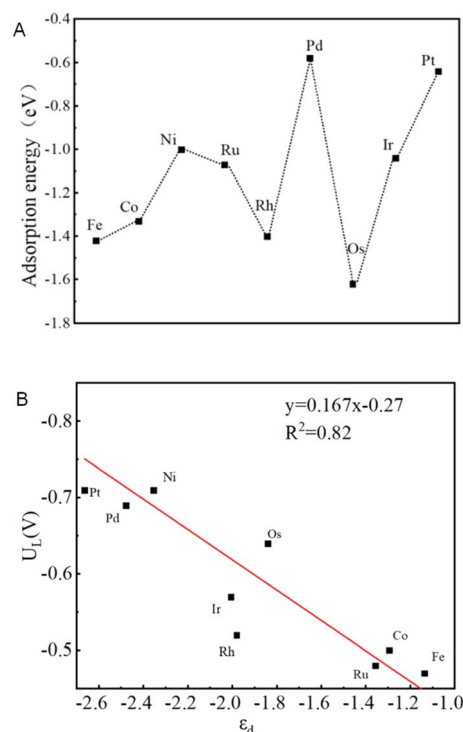 A
Adsorption energy（eV）
-0.4
-0.6
-0.8
-1.0
-1.2
-1.4
-1.6
-1.8
Fe
Co
Ni
Ru
Rh
Pd
Os
Ir
Pt
B
U_L(V)
-0.8
-0.7
-0.6
-0.5
y=0.167x-0.27
R²=0.82
Pt
Pd
Ni
Os
Ir
Rh
Co
Ru
Fe
-2.6 -2.4 -2.2 -2.0 -1.8 -1.6 -1.4 -1.2 -1.0
ε_d